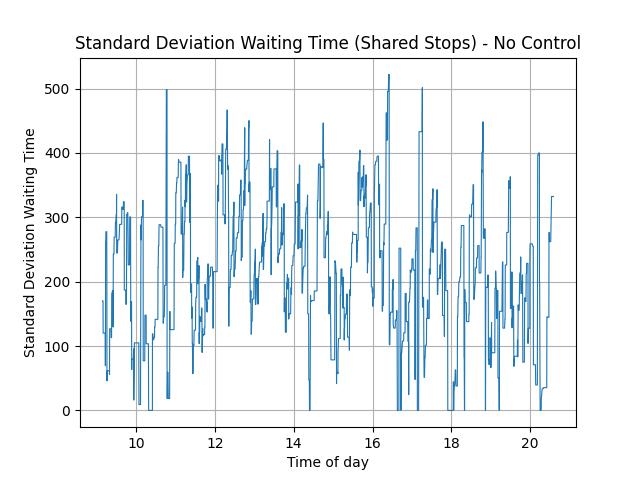 Standard Deviation Waiting Time (Shared Stops) - No Control
Standard Deviation Waiting Time
500
400
300
200
100
0
10 12 14 16 18 20
Time of day